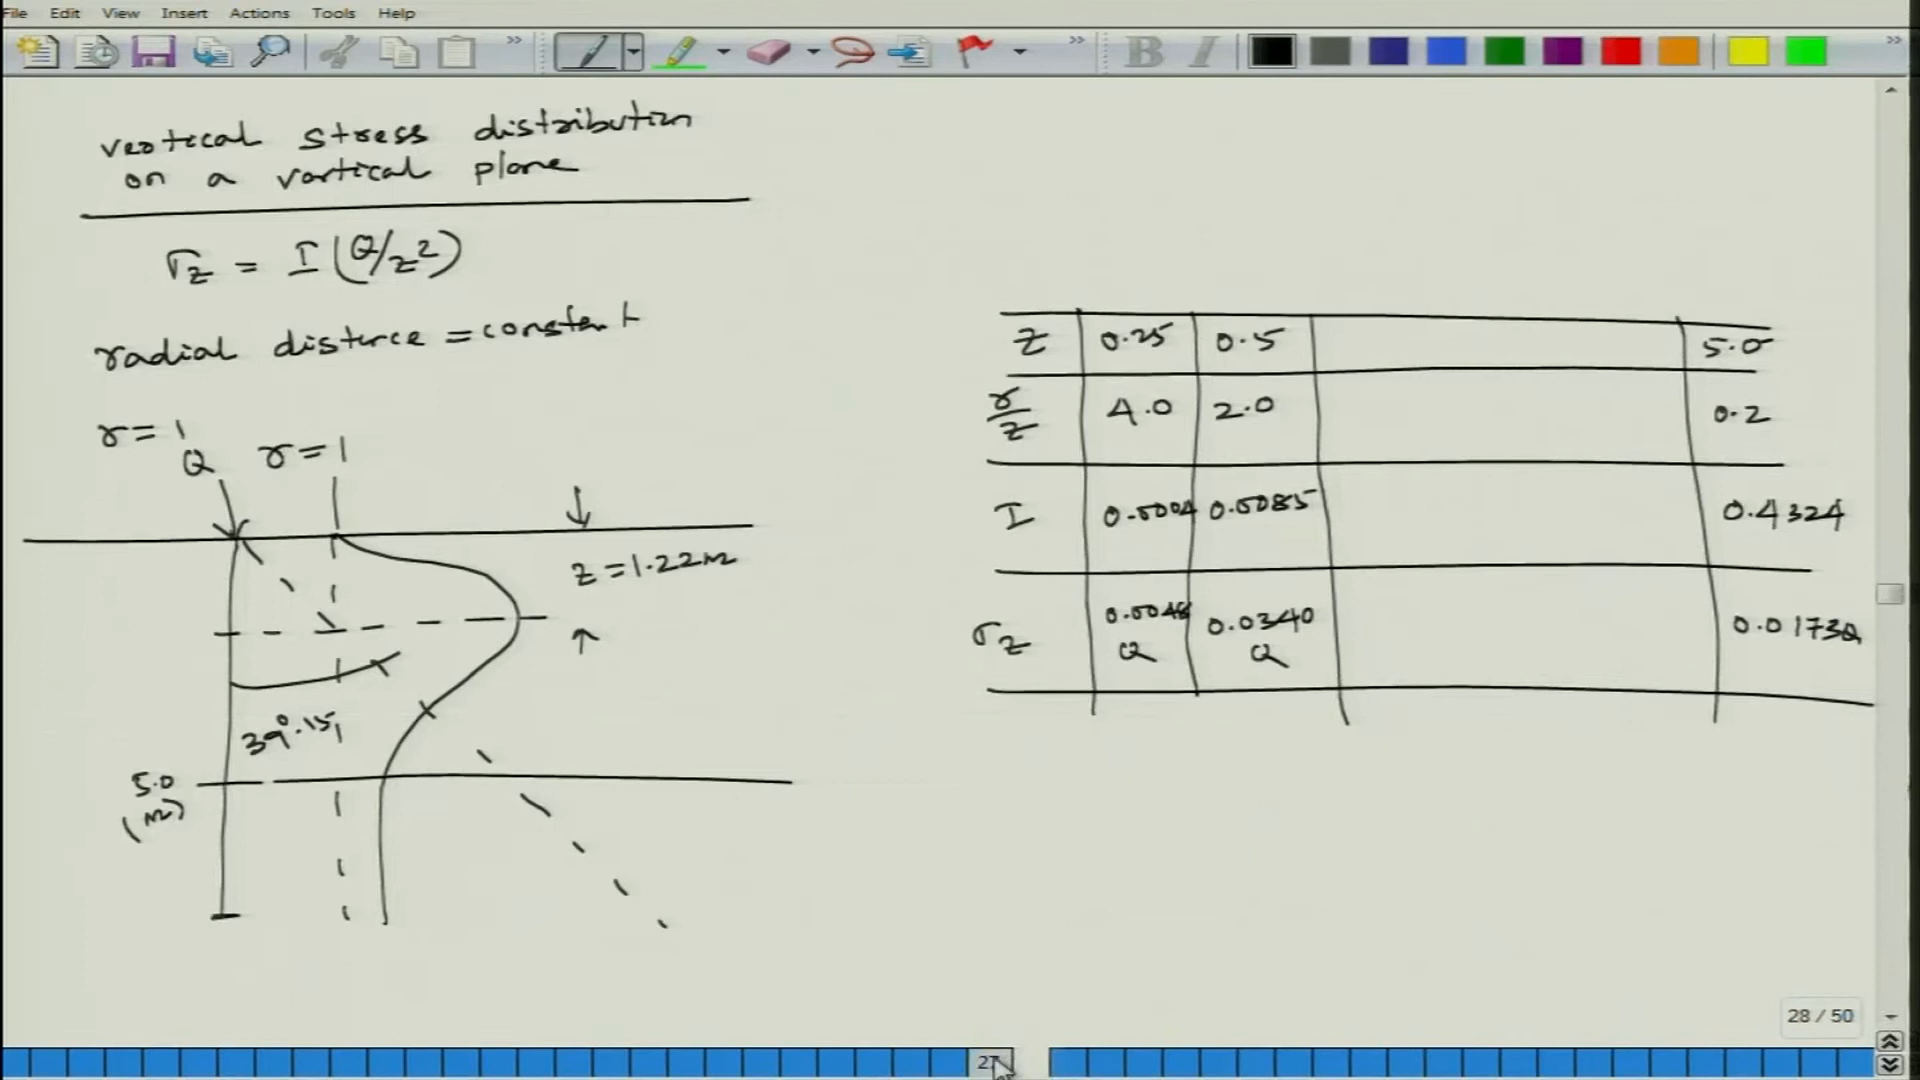 File Edit View Insert Actions Tools Help
B I
vertical stress distribution
on a vertical plane
σz = I (Q/z²)
radial distance = constant
r = 1
Q r = 1
z = 1.22m
39°.15'
5.0
(m)
Z 0.25 0.5 5.0
r/z 4.0 2.0 0.2
I 0.0004 0.0085 0.4324
σz 0.0048 Q 0.0340 Q 0.0173Q
28 / 50
27